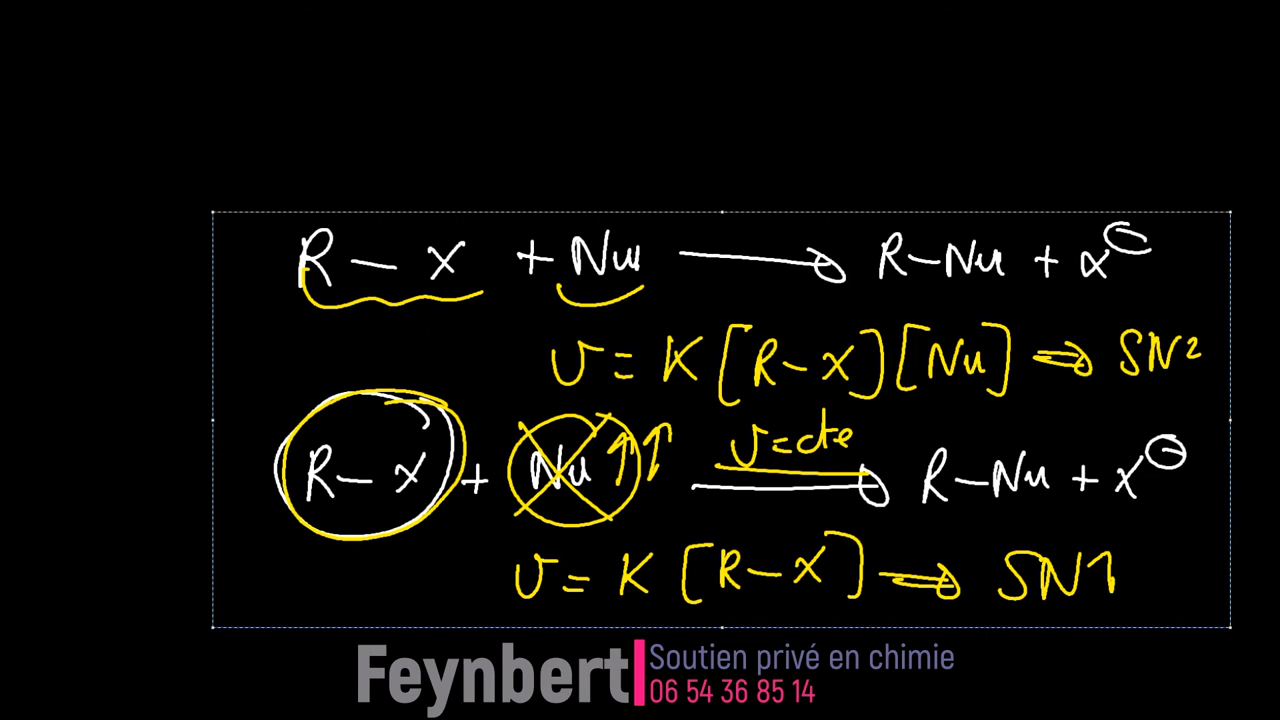 R — X + Nu ⟶ R-Nu + X⊖
v = K [R-X] [Nu] ⟹ SN2
v = cte
R — X + Nu ↑↑ ⟶ R-Nu + X⊖
v = K [R-X] ⟹ SN1
Feynbert
Soutien privé en chimie
06 54 36 85 14